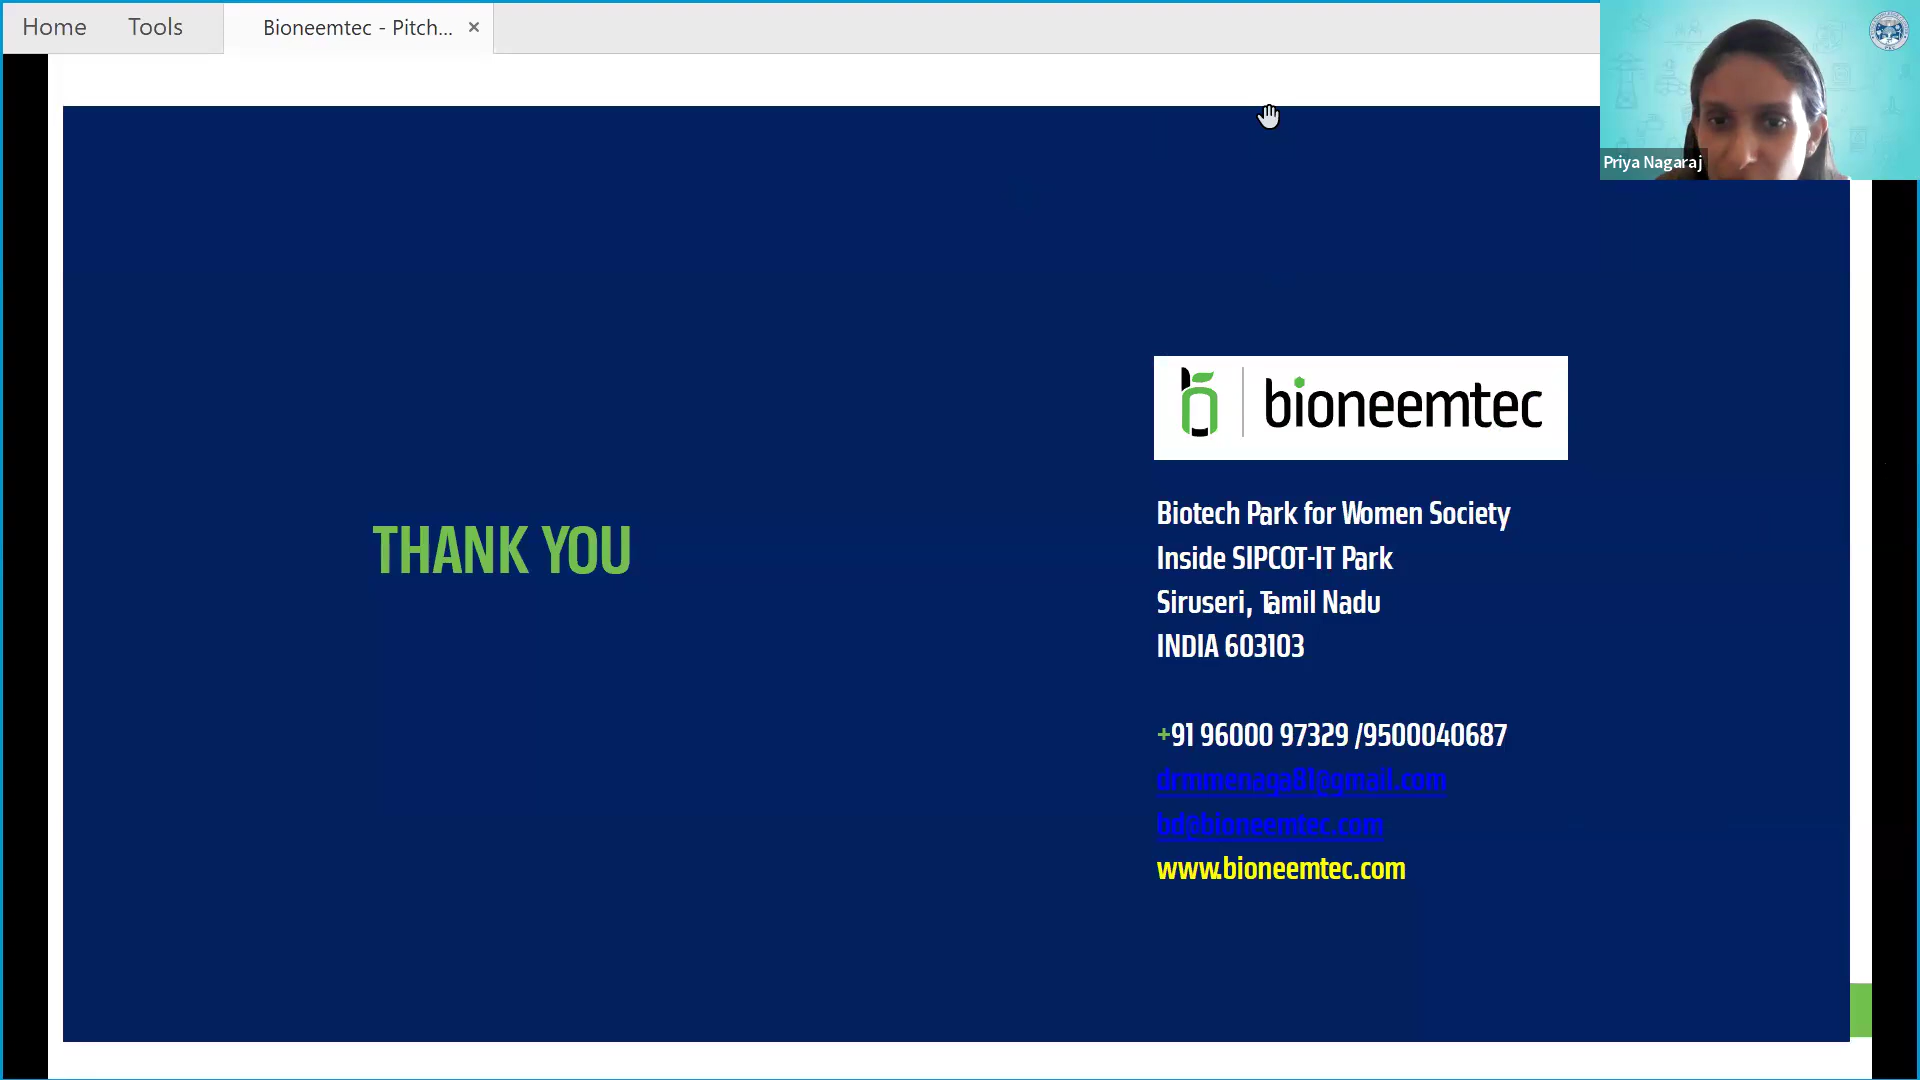 Home Tools Bioneemtec - Pitch... ×
Priya Nagaraj
bioneemtec
THANK YOU
Biotech Park for Women Society
Inside SIPCOT-IT Park
Siruseri, Tamil Nadu
INDIA 603103
+91 96000 97329 /9500040687
drmmenaga81@gmail.com
bd@bioneemtec.com
www.bioneemtec.com